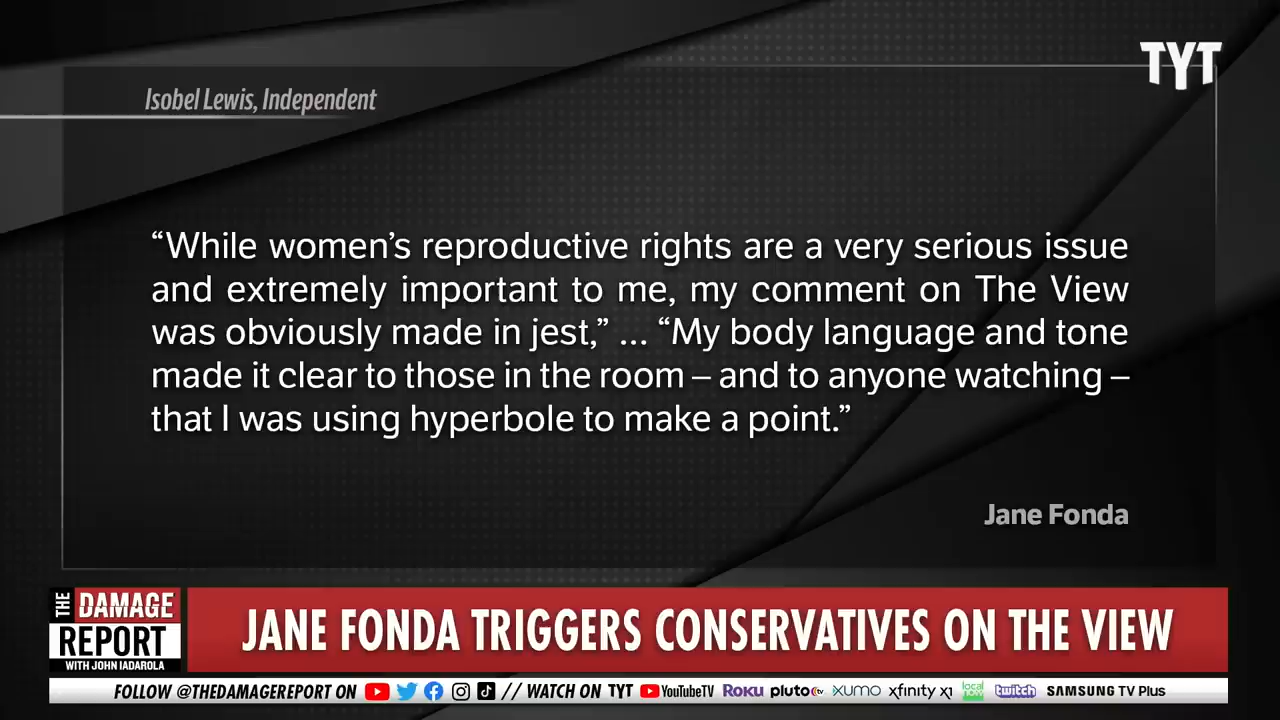 TYT
Isobel Lewis, Independent
“While women’s reproductive rights are a very serious issue
and extremely important to me, my comment on The View
was obviously made in jest,” ... “My body language and tone
made it clear to those in the room – and to anyone watching –
that I was using hyperbole to make a point.”
Jane Fonda
THE DAMAGE
REPORT
WITH JOHN IADAROLA
JANE FONDA TRIGGERS CONSERVATIVES ON THE VIEW
FOLLOW @THEDAMAGEREPORT ON // WATCH ON TYT YouTubeTV ROKU pluto tv XUMO xfinity X1 local now twitch SAMSUNG TV Plus